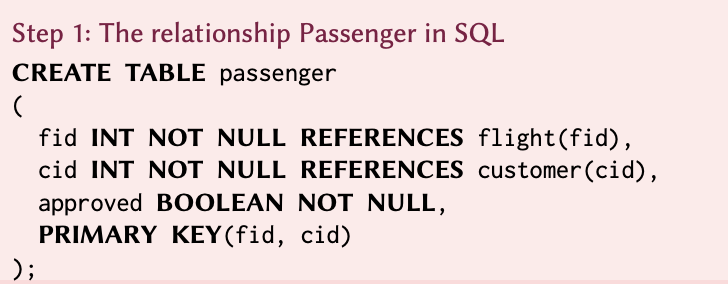 Step 1: The relationship Passenger in SQL
CREATE TABLE passenger
(
fid INT NOT NULL REFERENCES flight(fid),
cid INT NOT NULL REFERENCES customer(cid),
approved BOOLEAN NOT NULL,
PRIMARY KEY(fid, cid)
);